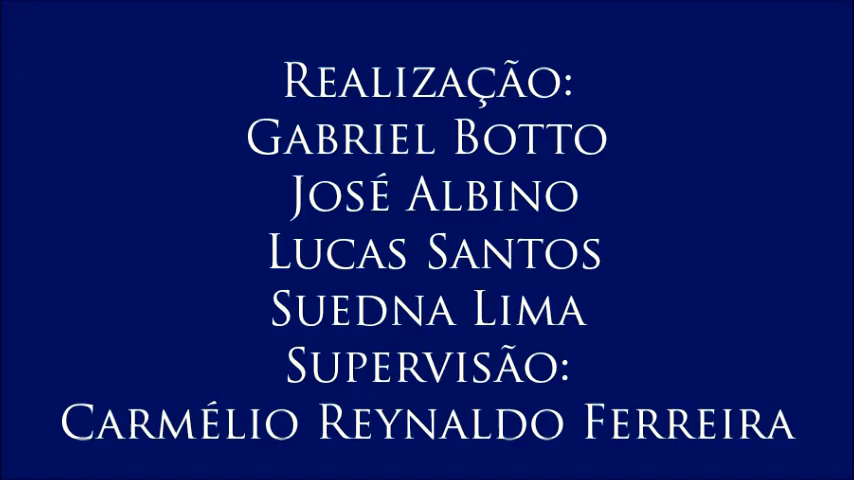 Realização:
Gabriel Botto
José Albino
Lucas Santos
Suedna Lima
Supervisão:
Carmélio Reynaldo Ferreira